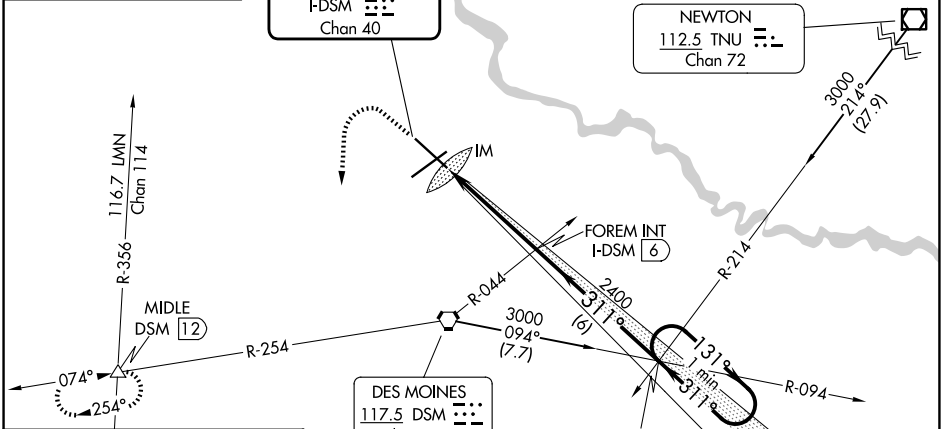 I-DSM
Chan 40
NEWTON
112.5 TNU
Chan 72
3000
214°
(27.9)
116.7 LMN
Chan 114
R-356
IM
FOREM INT
I-DSM 6
R-214
R-044
2400
311°
(6)
MIDLE
DSM 12
3000
094°
(7.7)
R-254
131°
1 min
311°
R-094
074°
254°
DES MOINES
117.5 DSM